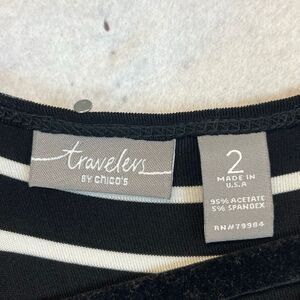 travelers
BY CHICO'S
2
MADE IN
U.S.A
95% ACETATE
5% SPANDEX
RN#79984